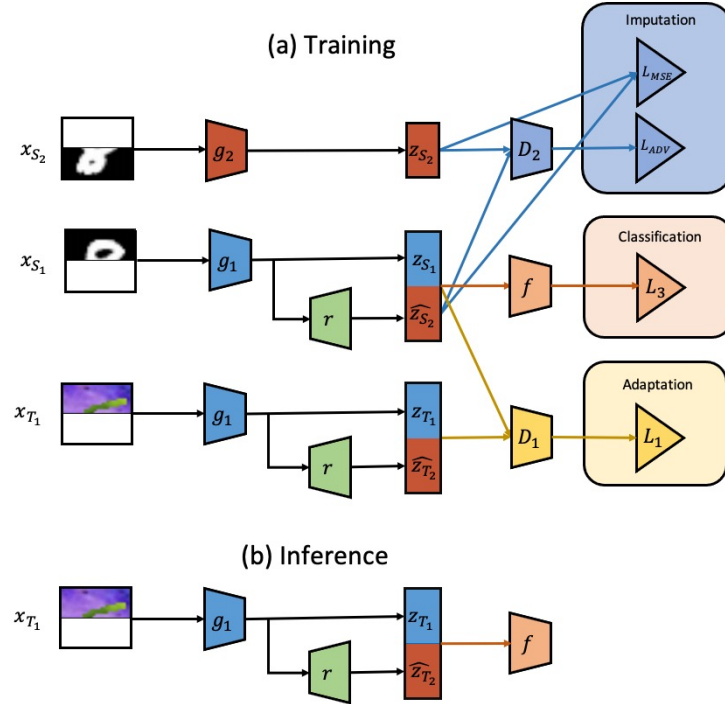 (a) Training
Imputation
$L_{MSE}$
$x_{S_2}$ $g_2$ $z_{S_2}$ $D_2$ $L_{ADV}$
Classification
$x_{S_1}$ $g_1$ $z_{S_1}$ $f$ $L_3$
$r$ $\widehat{z_{S_2}}$
Adaptation
$x_{T_1}$ $g_1$ $z_{T_1}$ $D_1$ $L_1$
$r$ $\widehat{z_{T_2}}$
(b) Inference
$x_{T_1}$ $g_1$ $z_{T_1}$ $f$
$r$ $\widehat{z_{T_2}}$